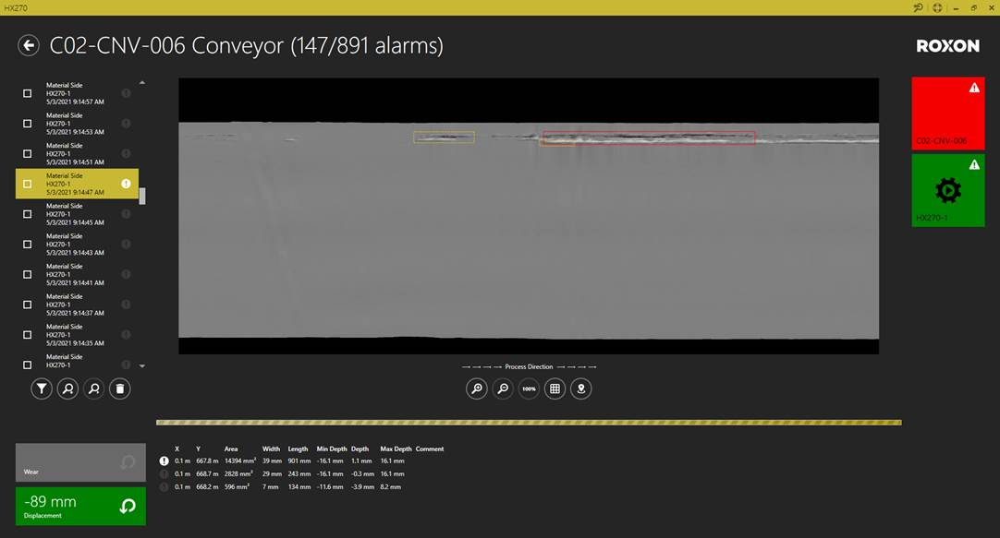 HX270
C02-CNV-006 Conveyor (147/891 alarms)
ROXON
Material Side
HX270-1
5/3/2021 9:14:57 AM
Material Side
HX270-1
5/3/2021 9:14:53 AM
Material Side
HX270-1
5/3/2021 9:14:51 AM
Material Side
HX270-1
5/3/2021 9:14:47 AM
Material Side
HX270-1
5/3/2021 9:14:45 AM
Material Side
HX270-1
5/3/2021 9:14:43 AM
Material Side
HX270-1
5/3/2021 9:14:41 AM
Material Side
HX270-1
5/3/2021 9:14:37 AM
Material Side
HX270-1
5/3/2021 9:14:35 AM
Material Side
HX270-1
C02-CNV-006
HX270-1
Process Direction
100%
X Y Area Width Length Min Depth Depth Max Depth Comment
0.1 m 667.8 m 14394 mm² 39 mm 901 mm -16.1 mm 1.1 mm 16.1 mm
0.1 m 668.7 m 2828 mm² 29 mm 243 mm -16.1 mm -0.3 mm 16.1 mm
0.1 m 668.2 m 596 mm² 7 mm 134 mm -11.6 mm -3.9 mm 8.2 mm
Wear
-89 mm
Displacement